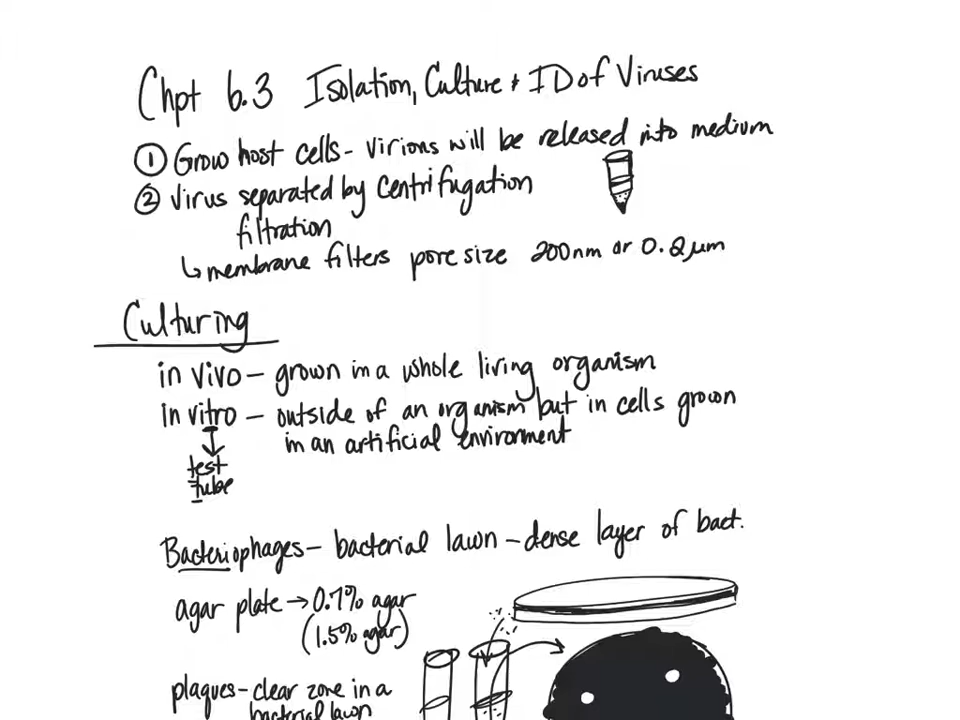 Chpt 6.3 Isolation, Culture + ID of Viruses
① Grow host cells - virions will be released into medium
② Virus separated by centrifugation
filtration
↳ membrane filters pore size 200nm or 0.2μm
Culturing
in vivo - grown in a whole living organism
in vitro - outside of an organism but in cells grown
in an artificial environment
↓
test
tube
Bacteriophages - bacterial lawn - dense layer of bact.
agar plate → 0.7% agar
(1.5% agar)
plaques - clear zone in a
bacterial lawn